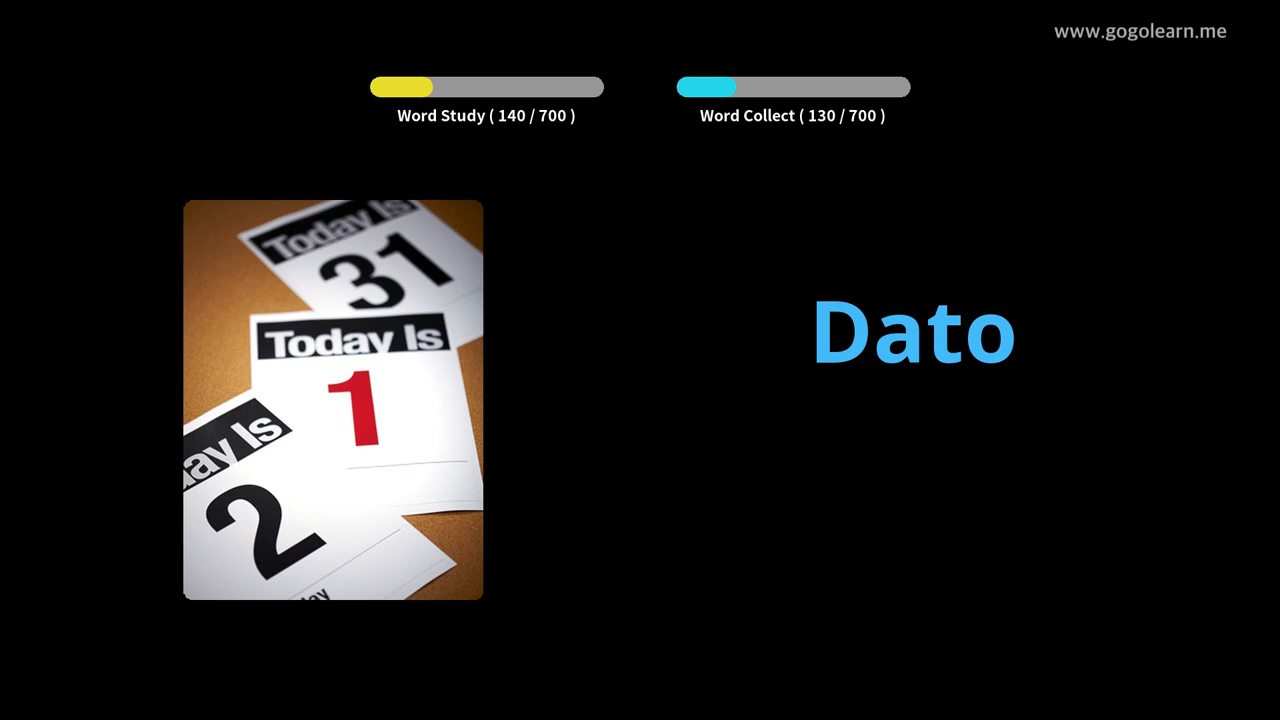 www.gogolearn.me
Word Study ( 140 / 700 )
Word Collect ( 130 / 700 )
Today Is
31
Today Is
1
ay Is
2
Dato